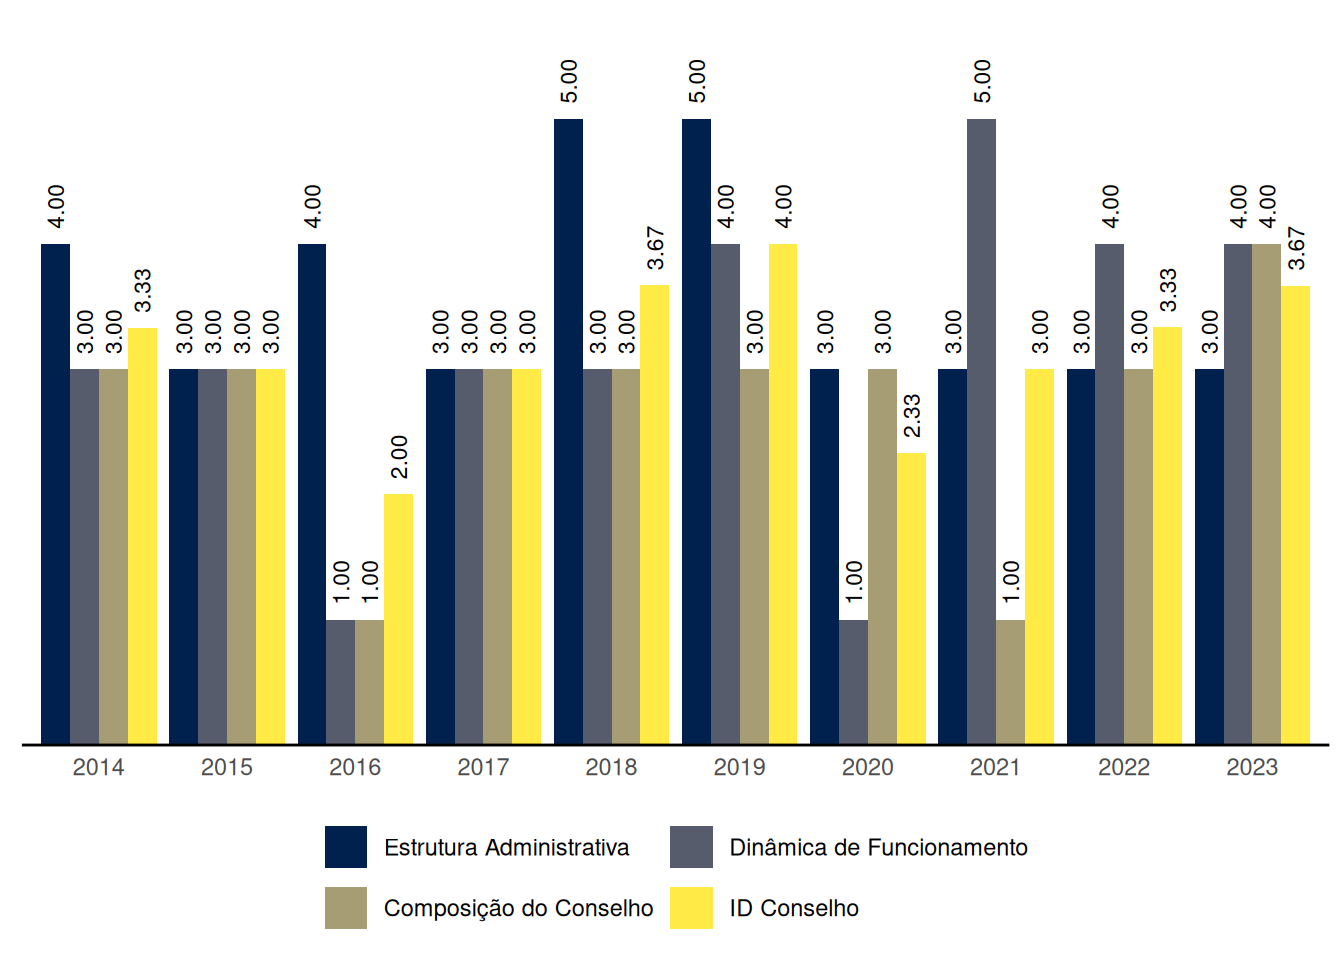 4.00 3.00 3.00 3.33 3.00 3.00 3.00 3.00 4.00 1.00 1.00 2.00 3.00 3.00 3.00 3.00 5.00 3.00 3.00 3.67 5.00 4.00 3.00 4.00 3.00 1.00 3.00 2.33 3.00 5.00 1.00 3.00 3.00 4.00 3.00 3.33 3.00 4.00 4.00 3.67
2014 2015 2016 2017 2018 2019 2020 2021 2022 2023
Estrutura Administrativa Dinâmica de Funcionamento
Composição do Conselho ID Conselho